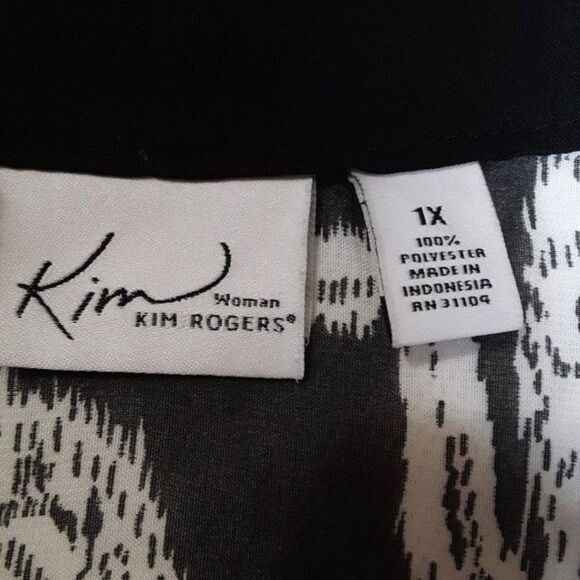 Kim
Woman
KIM ROGERS®
1X
100%
POLYESTER
MADE IN
INDONESIA
RN 31104